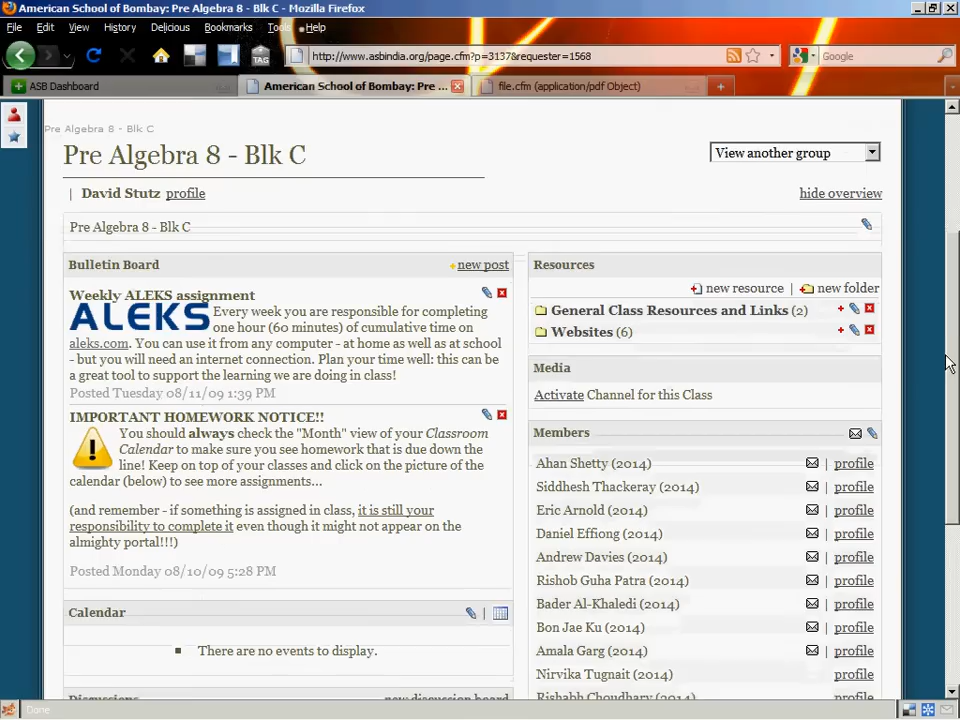 American School of Bombay: Pre Algebra 8 - Blk C - Mozilla Firefox
File Edit View History Delicious Bookmarks Tools Help
TAG http://www.asbindia.org/page.cfm?p=3137&requester=1568 Google
ASB Dashboard American School of Bombay: Pre ... file.cfm (application/pdf Object)
Pre Algebra 8 - Blk C
Pre Algebra 8 - Blk C
View another group
| David Stutz profile
hide overview
Pre Algebra 8 - Blk C
Bulletin Board new post
Weekly ALEKS assignment
ALEKS Every week you are responsible for completing
one hour (60 minutes) of cumulative time on
aleks.com. You can use it from any computer - at home as well as at school
- but you will need an internet connection. Plan your time well: this can be
a great tool to support the learning we are doing in class!
Posted Tuesday 08/11/09 1:39 PM
IMPORTANT HOMEWORK NOTICE!!
You should always check the "Month" view of your Classroom
Calendar to make sure you see homework that is due down the
line! Keep on top of your classes and click on the picture of the
calendar (below) to see more assignments...
(and remember - if something is assigned in class, it is still your
responsibility to complete it even though it might not appear on the
almighty portal!!!)
Posted Monday 08/10/09 5:28 PM
Calendar |
There are no events to display.
Discussions new discussion board
Resources
new resource | new folder
General Class Resources and Links (2)
Websites (6)
Media
Activate Channel for this Class
Members
Ahan Shetty (2014) | profile
Siddhesh Thackeray (2014) | profile
Eric Arnold (2014) | profile
Daniel Effiong (2014) | profile
Andrew Davies (2014) | profile
Rishob Guha Patra (2014) | profile
Bader Al-Khaledi (2014) | profile
Bon Jae Ku (2014) | profile
Amala Garg (2014) | profile
Nirvika Tugnait (2014) profile
Rishabh Choudhary (2014) profile
Done